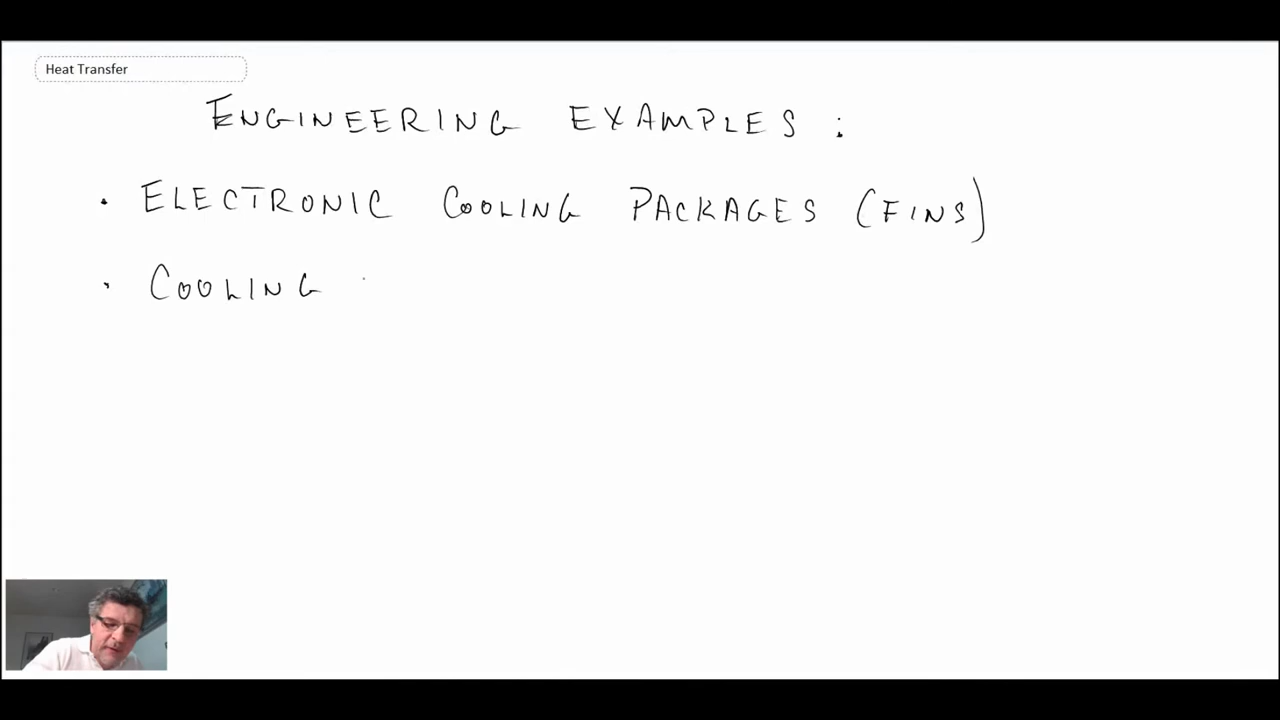 Heat Transfer
ENGINEERING EXAMPLES :
• ELECTRONIC COOLING PACKAGES (FINS)
• COOLING